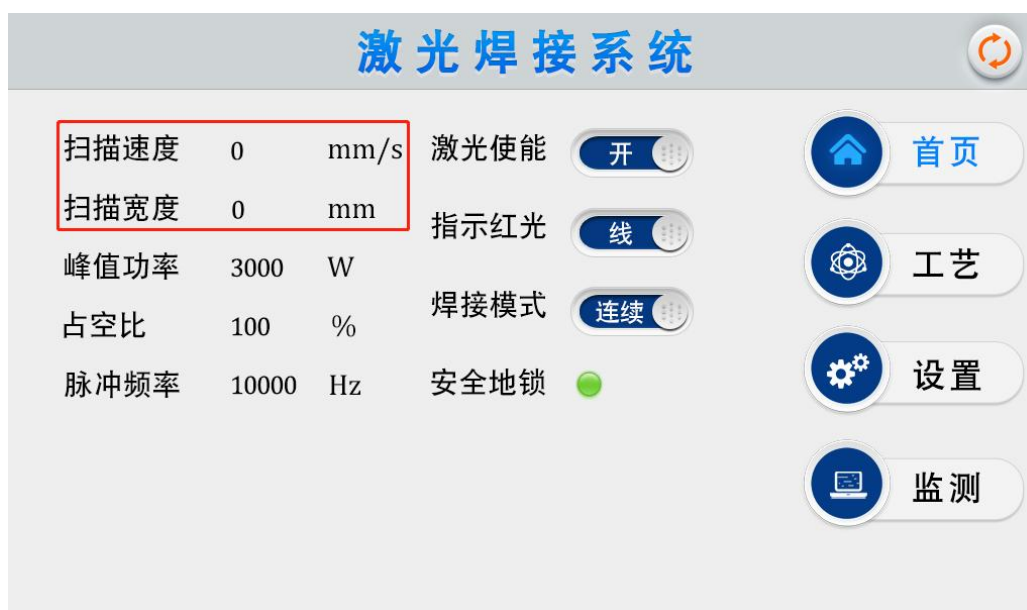 激光焊接系统
扫描速度 0 mm/s
扫描宽度 0 mm
峰值功率 3000 W
占空比 100 %
脉冲频率 10000 Hz
激光使能 开
指示红光 线
焊接模式 连续
安全地锁
首页
工艺
设置
监测